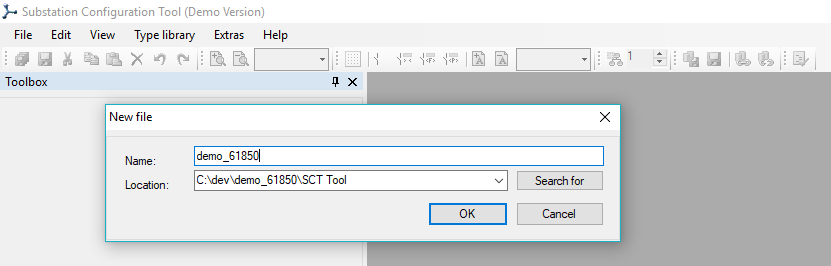 Substation Configuration Tool (Demo Version)
File Edit View Type library Extras Help
1
Toolbox
New file
Name: demo_61850
Location: C:\dev\demo_61850\SCT Tool Search for
OK Cancel